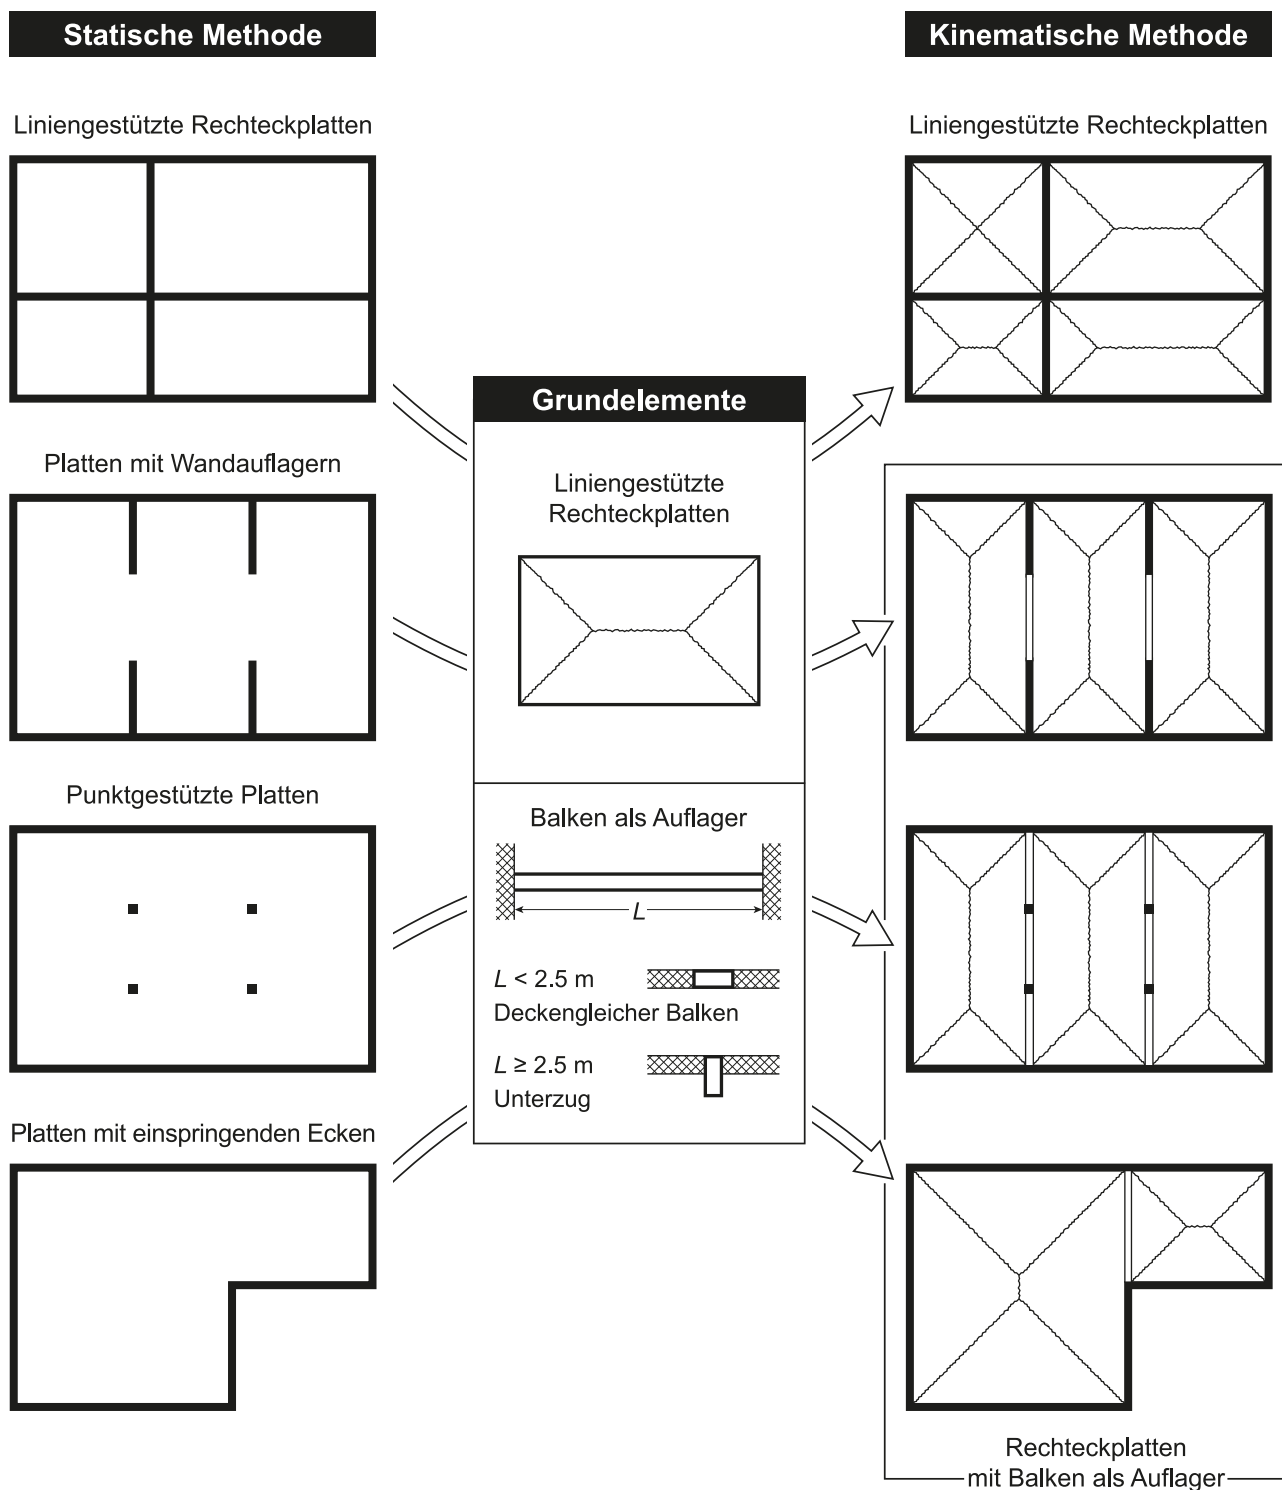 Statische Methode
Kinematische Methode
Liniengestützte Rechteckplatten
Liniengestützte Rechteckplatten
Grundelemente
Platten mit Wandauflagern
Liniengestützte
Rechteckplatten
Punktgestützte Platten
Balken als Auflager
L
L < 2.5 m
Deckengleicher Balken
L ≥ 2.5 m
Unterzug
Platten mit einspringenden Ecken
Rechteckplatten
mit Balken als Auflager